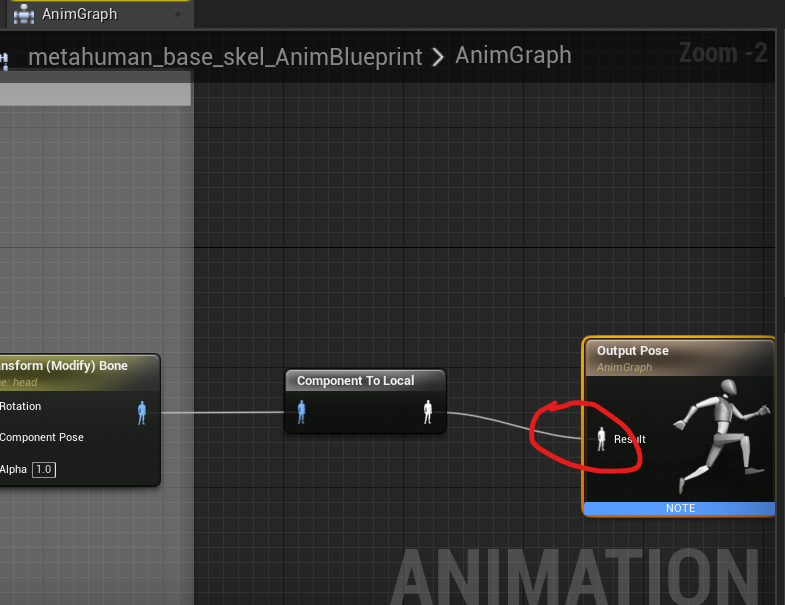 AnimGraph
metahuman_base_skel_AnimBlueprint > AnimGraph
Zoom -2
nsform (Modify) Bone
e: head
Rotation
Component Pose
Alpha 1.0
Component To Local
Output Pose
AnimGraph
Result
NOTE
ANIMATION